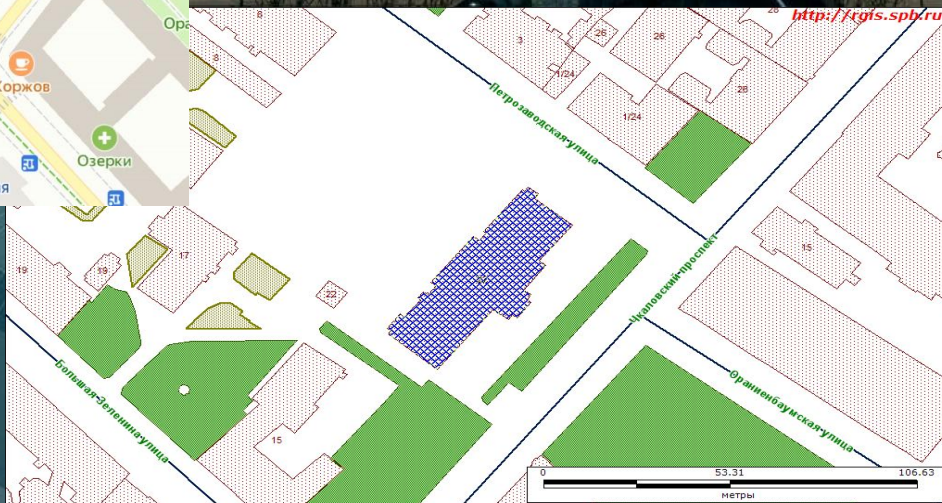 http://rgis.spb.ru
Ора
8
8
3
26
26
28
1/24
28
1/24
Коржов
Озерки
ая
Петрозаводская улица
Чкаловский проспект
15
19
19
17
22
Большая Зеленина улица
15
Ораниенбаумская улица
0
53.31
106.63
метры